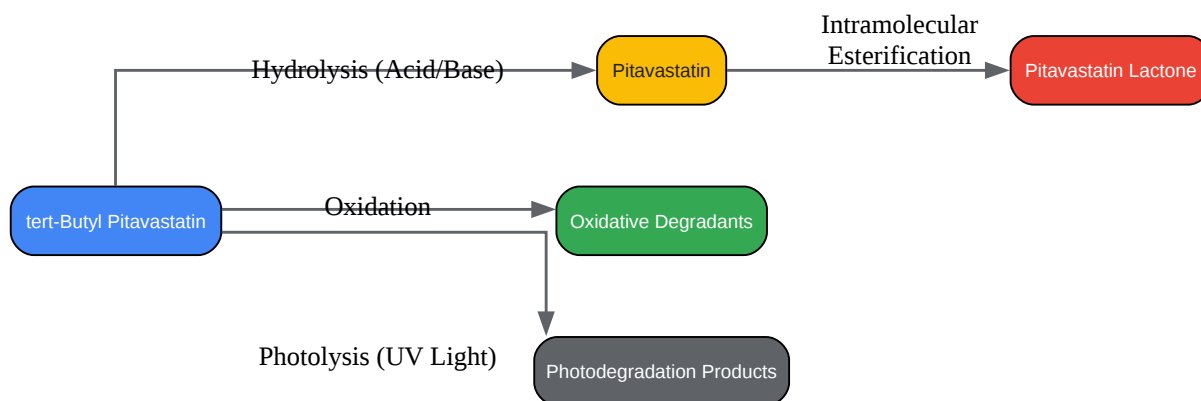 Intramolecular
Esterification
Hydrolysis (Acid/Base)
Pitavastatin
Pitavastatin Lactone
tert-Butyl Pitavastatin
Oxidation
Oxidative Degradants
Photolysis (UV Light)
Photodegradation Products